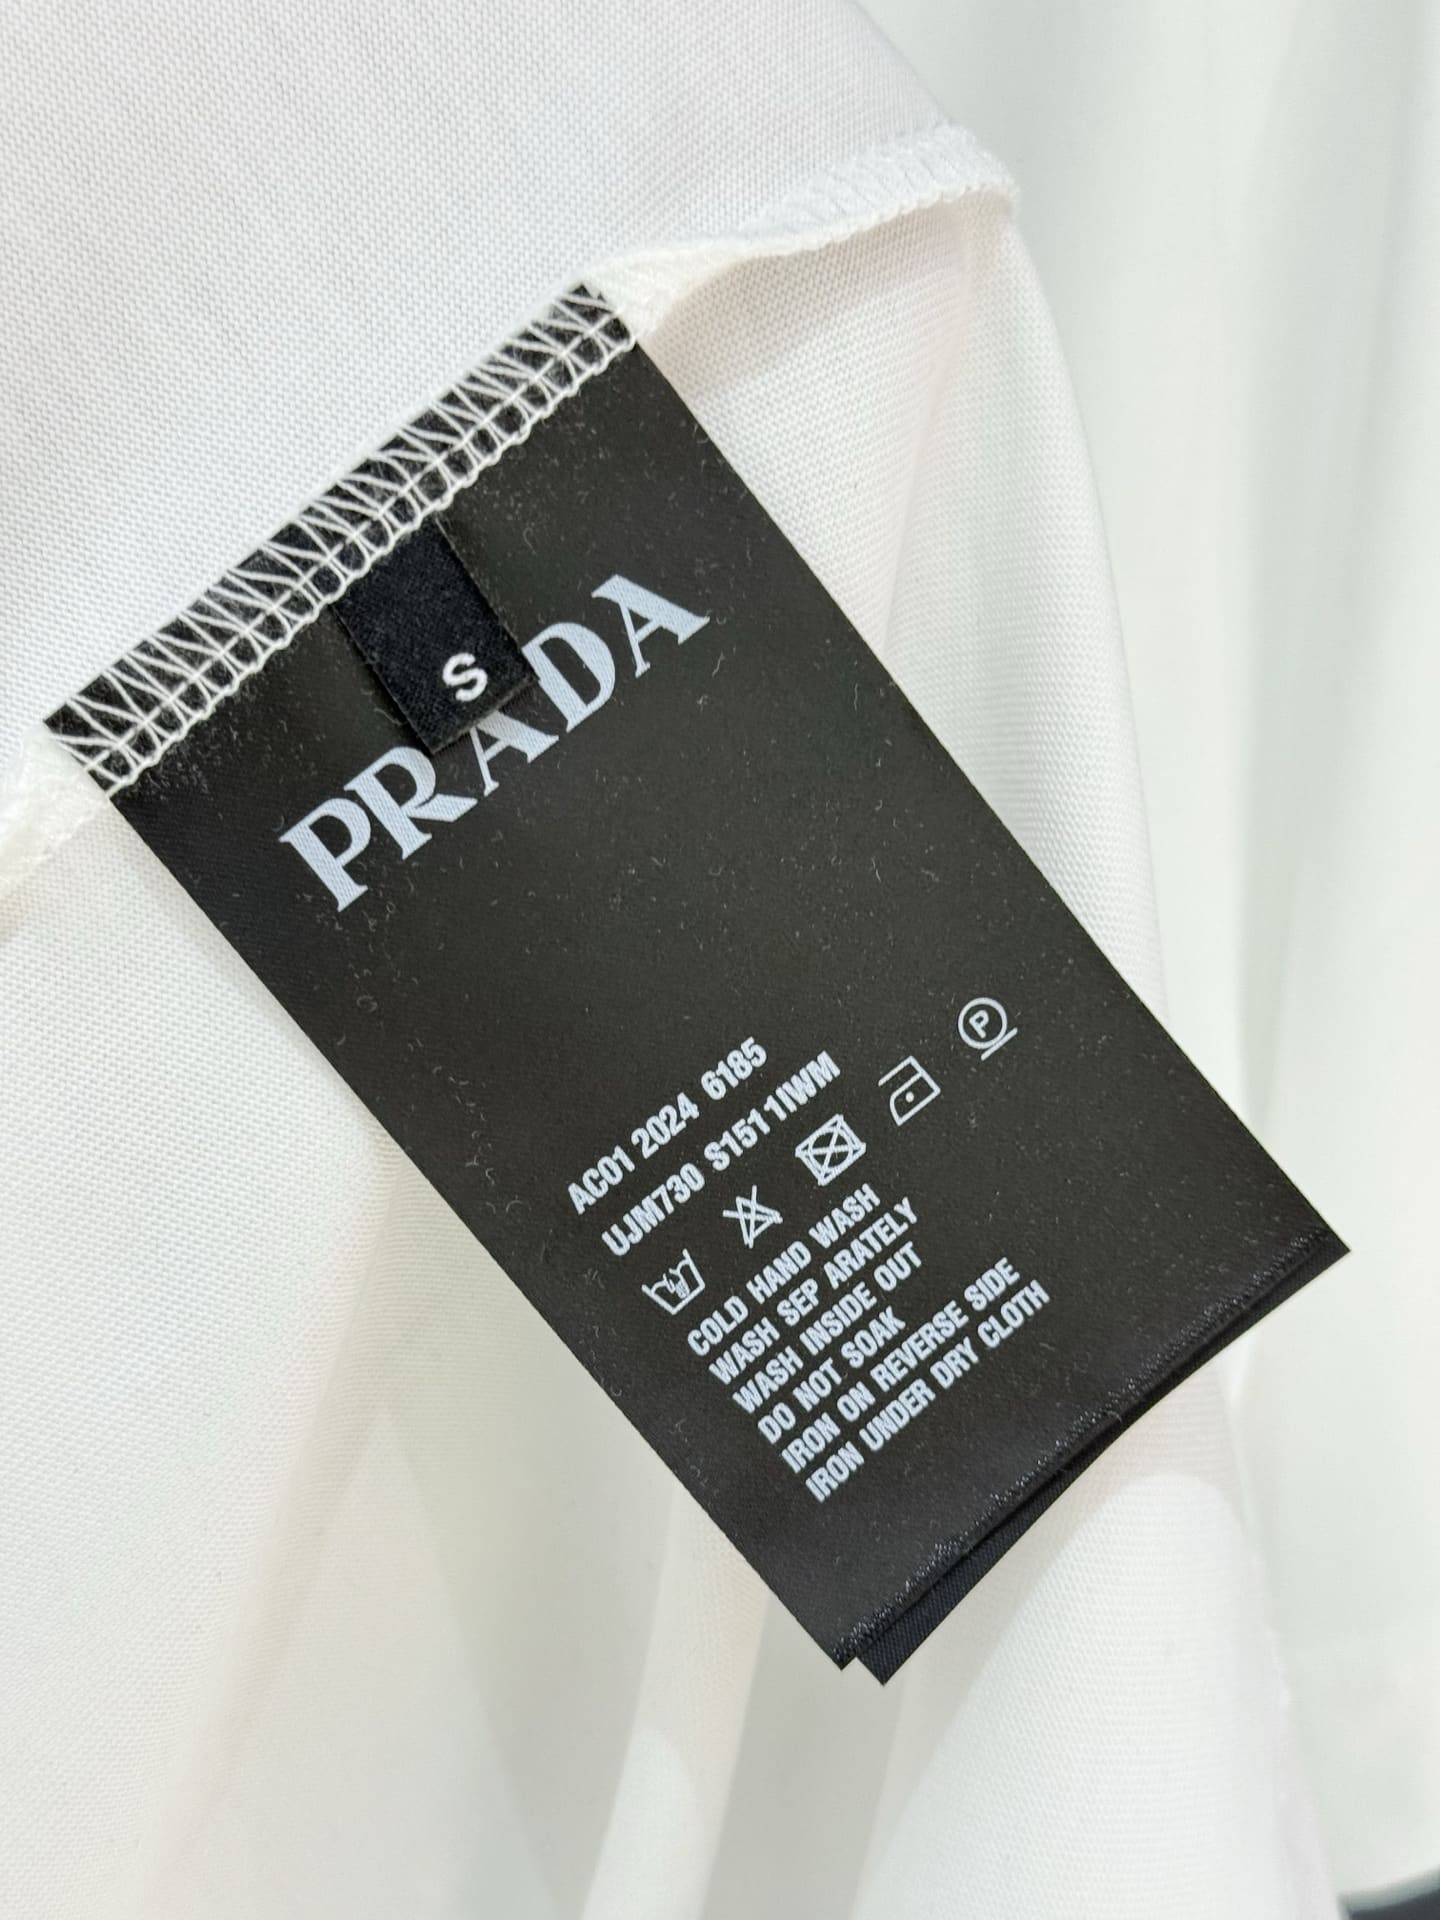 S
PRADA
AC01 2024 6185
UJM730 S151 1IWM
P
COLD HAND WASH
WASH SEP ARATELY
WASH INSIDE OUT
DO NOT SOAK
IRON ON REVERSE SIDE
IRON UNDER DRY CLOTH